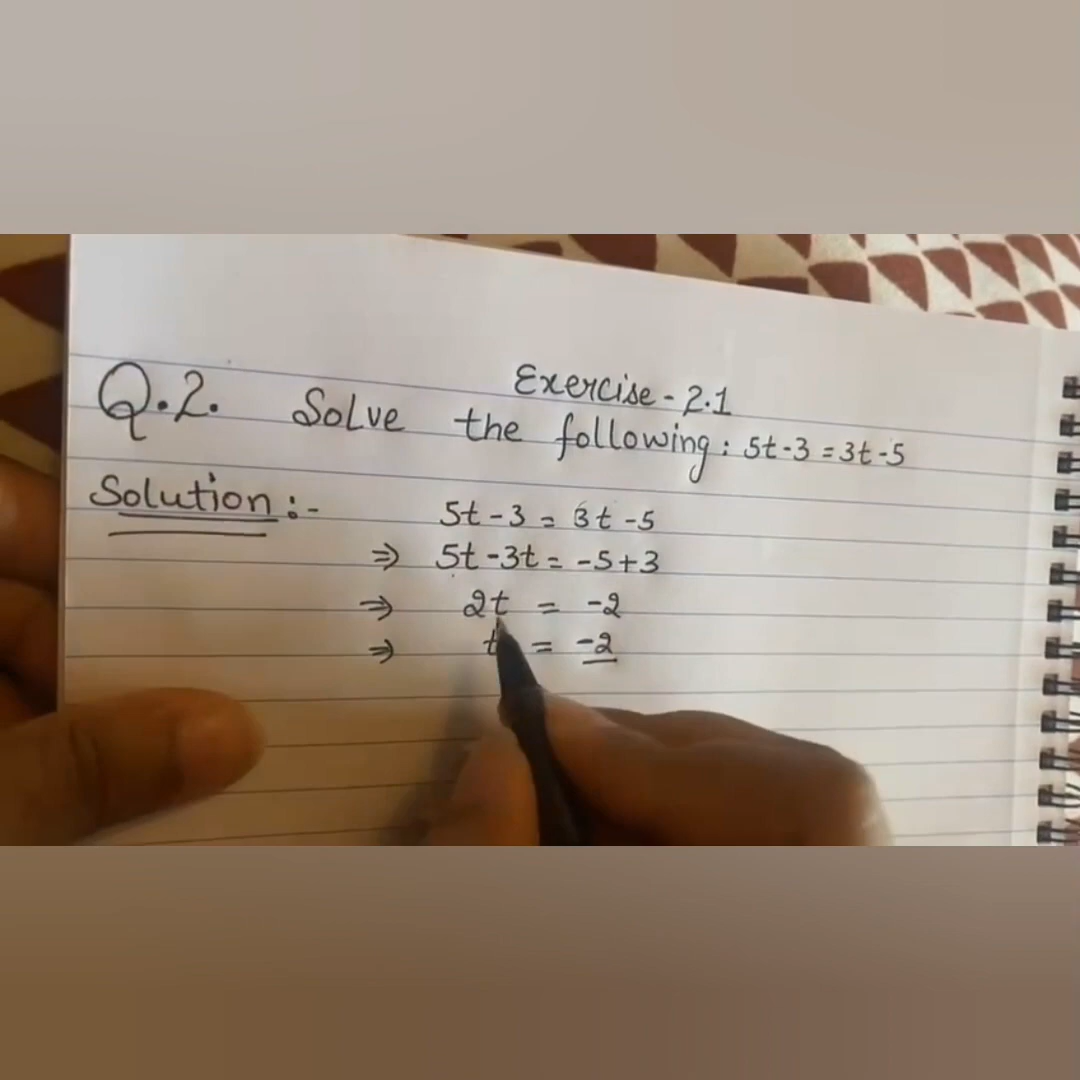 Exercise - 2.1
Q.2. Solve the following : 5t - 3 = 3t - 5
Solution :-
5t - 3 = 3t - 5
⇒ 5t - 3t = -5 + 3
⇒ 2t = -2
⇒ t = -2